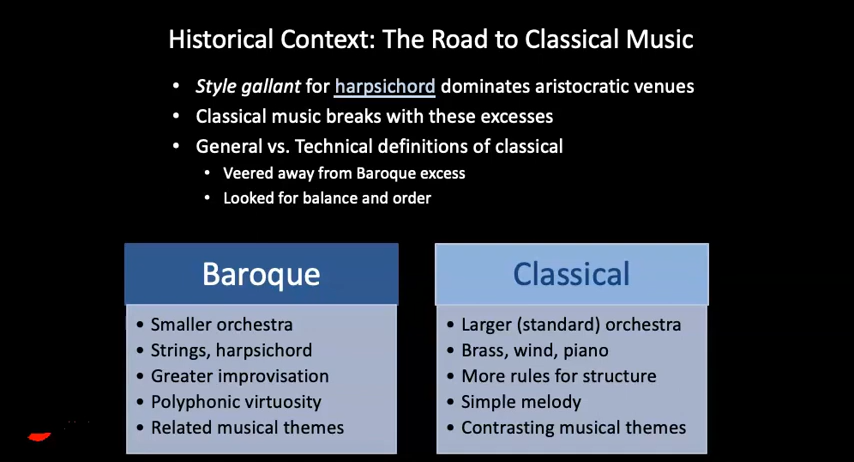 Historical Context: The Road to Classical Music
• Style gallant for harpsichord dominates aristocratic venues
• Classical music breaks with these excesses
• General vs. Technical definitions of classical
• Veered away from Baroque excess
• Looked for balance and order
Baroque
• Smaller orchestra
• Strings, harpsichord
• Greater improvisation
• Polyphonic virtuosity
• Related musical themes
Classical
• Larger (standard) orchestra
• Brass, wind, piano
• More rules for structure
• Simple melody
• Contrasting musical themes